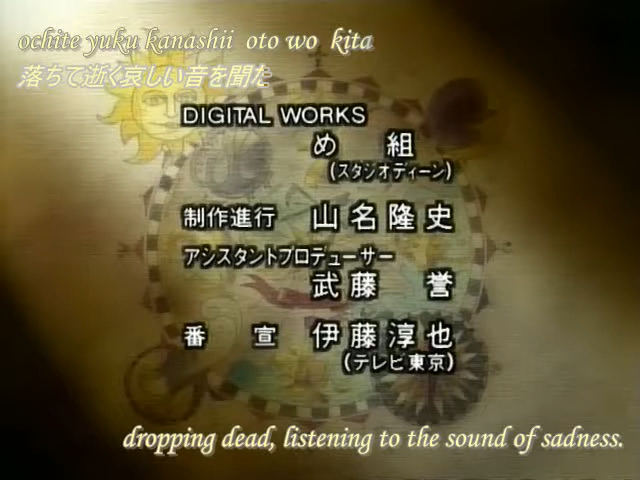 ochite yuku kanashii oto wo kita
落ちて逝く哀しい音を聞た
DIGITAL WORKS
め組
(スタジオディーン)
制作進行 山名隆史
アシスタントプロデューサー
武藤 誉
番宣 伊藤淳也
(テレビ東京)
dropping dead, listening to the sound of sadness.